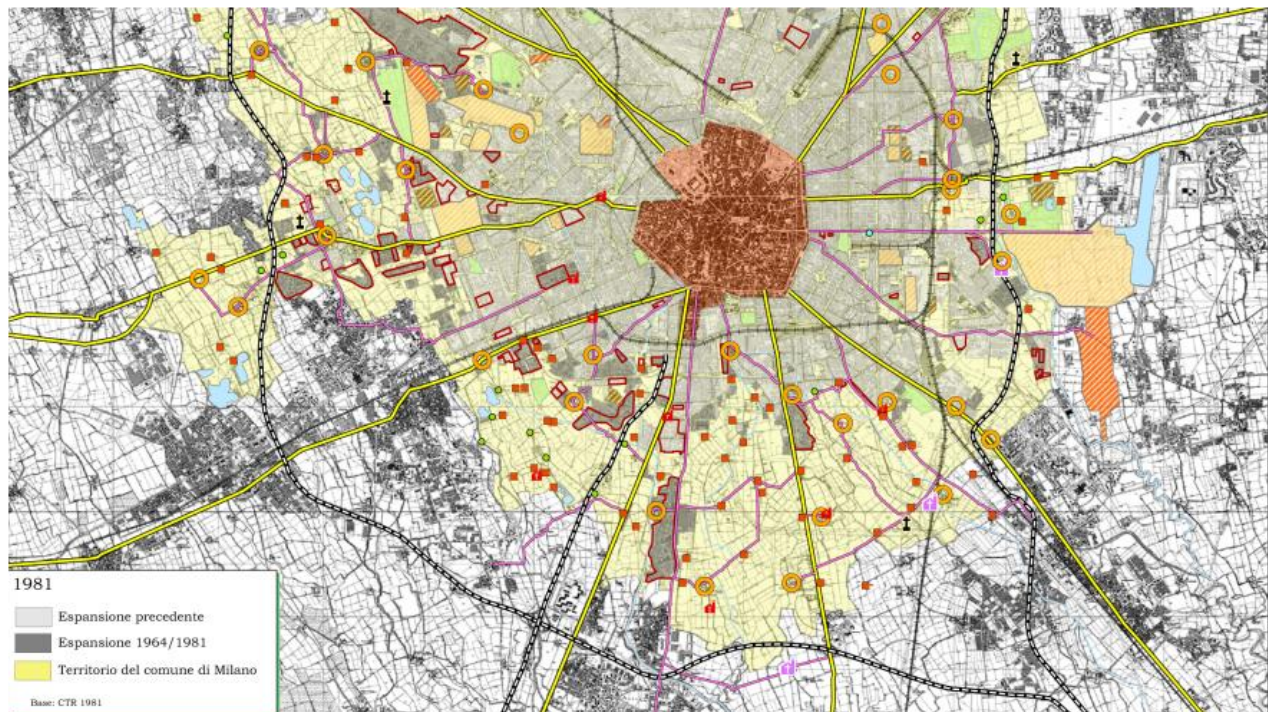 1981
Espansione precedente
Espansione 1964/1981
Territorio del comune di Milano
Base: CTR 1981